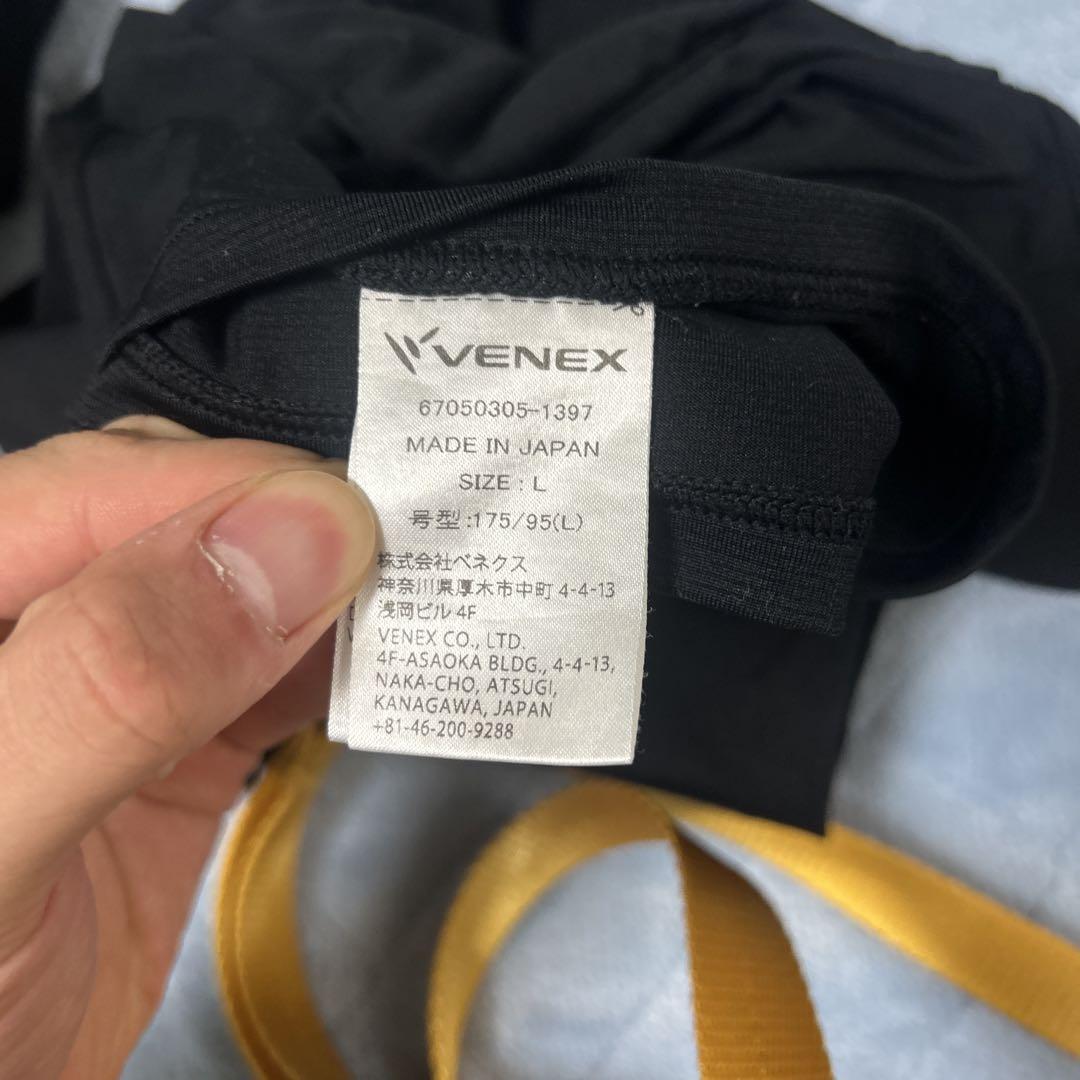 VENEX
67050305-1397
MADE IN JAPAN
SIZE : L
号型:175/95(L)
株式会社ベネクス
神奈川県厚木市中町 4-4-13
浅岡ビル 4F
VENEX CO., LTD.
4F-ASAOKA BLDG., 4-4-13,
NAKA-CHO, ATSUGI,
KANAGAWA, JAPAN
+81-46-200-9288